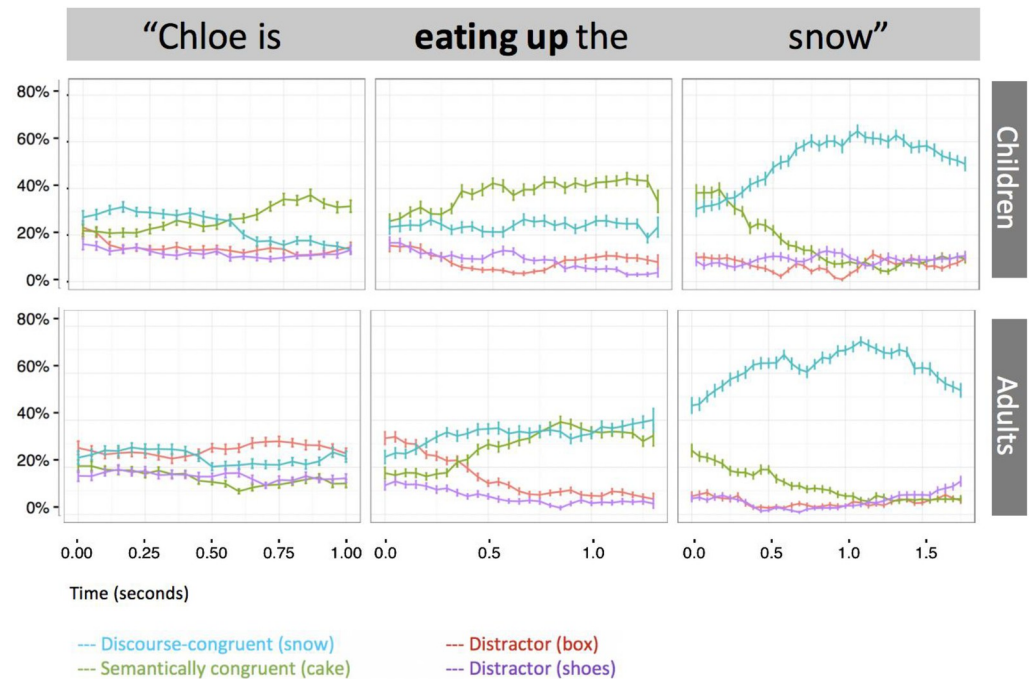 “Chloe is eating up the snow”
80%
60%
40%
20%
0%
Children
80%
60%
40%
20%
0%
Adults
0.00 0.25 0.50 0.75 1.00 0.0 0.5 1.0 0.0 0.5 1.0 1.5
Time (seconds)
--- Discourse-congruent (snow) --- Distractor (box)
--- Semantically congruent (cake) --- Distractor (shoes)